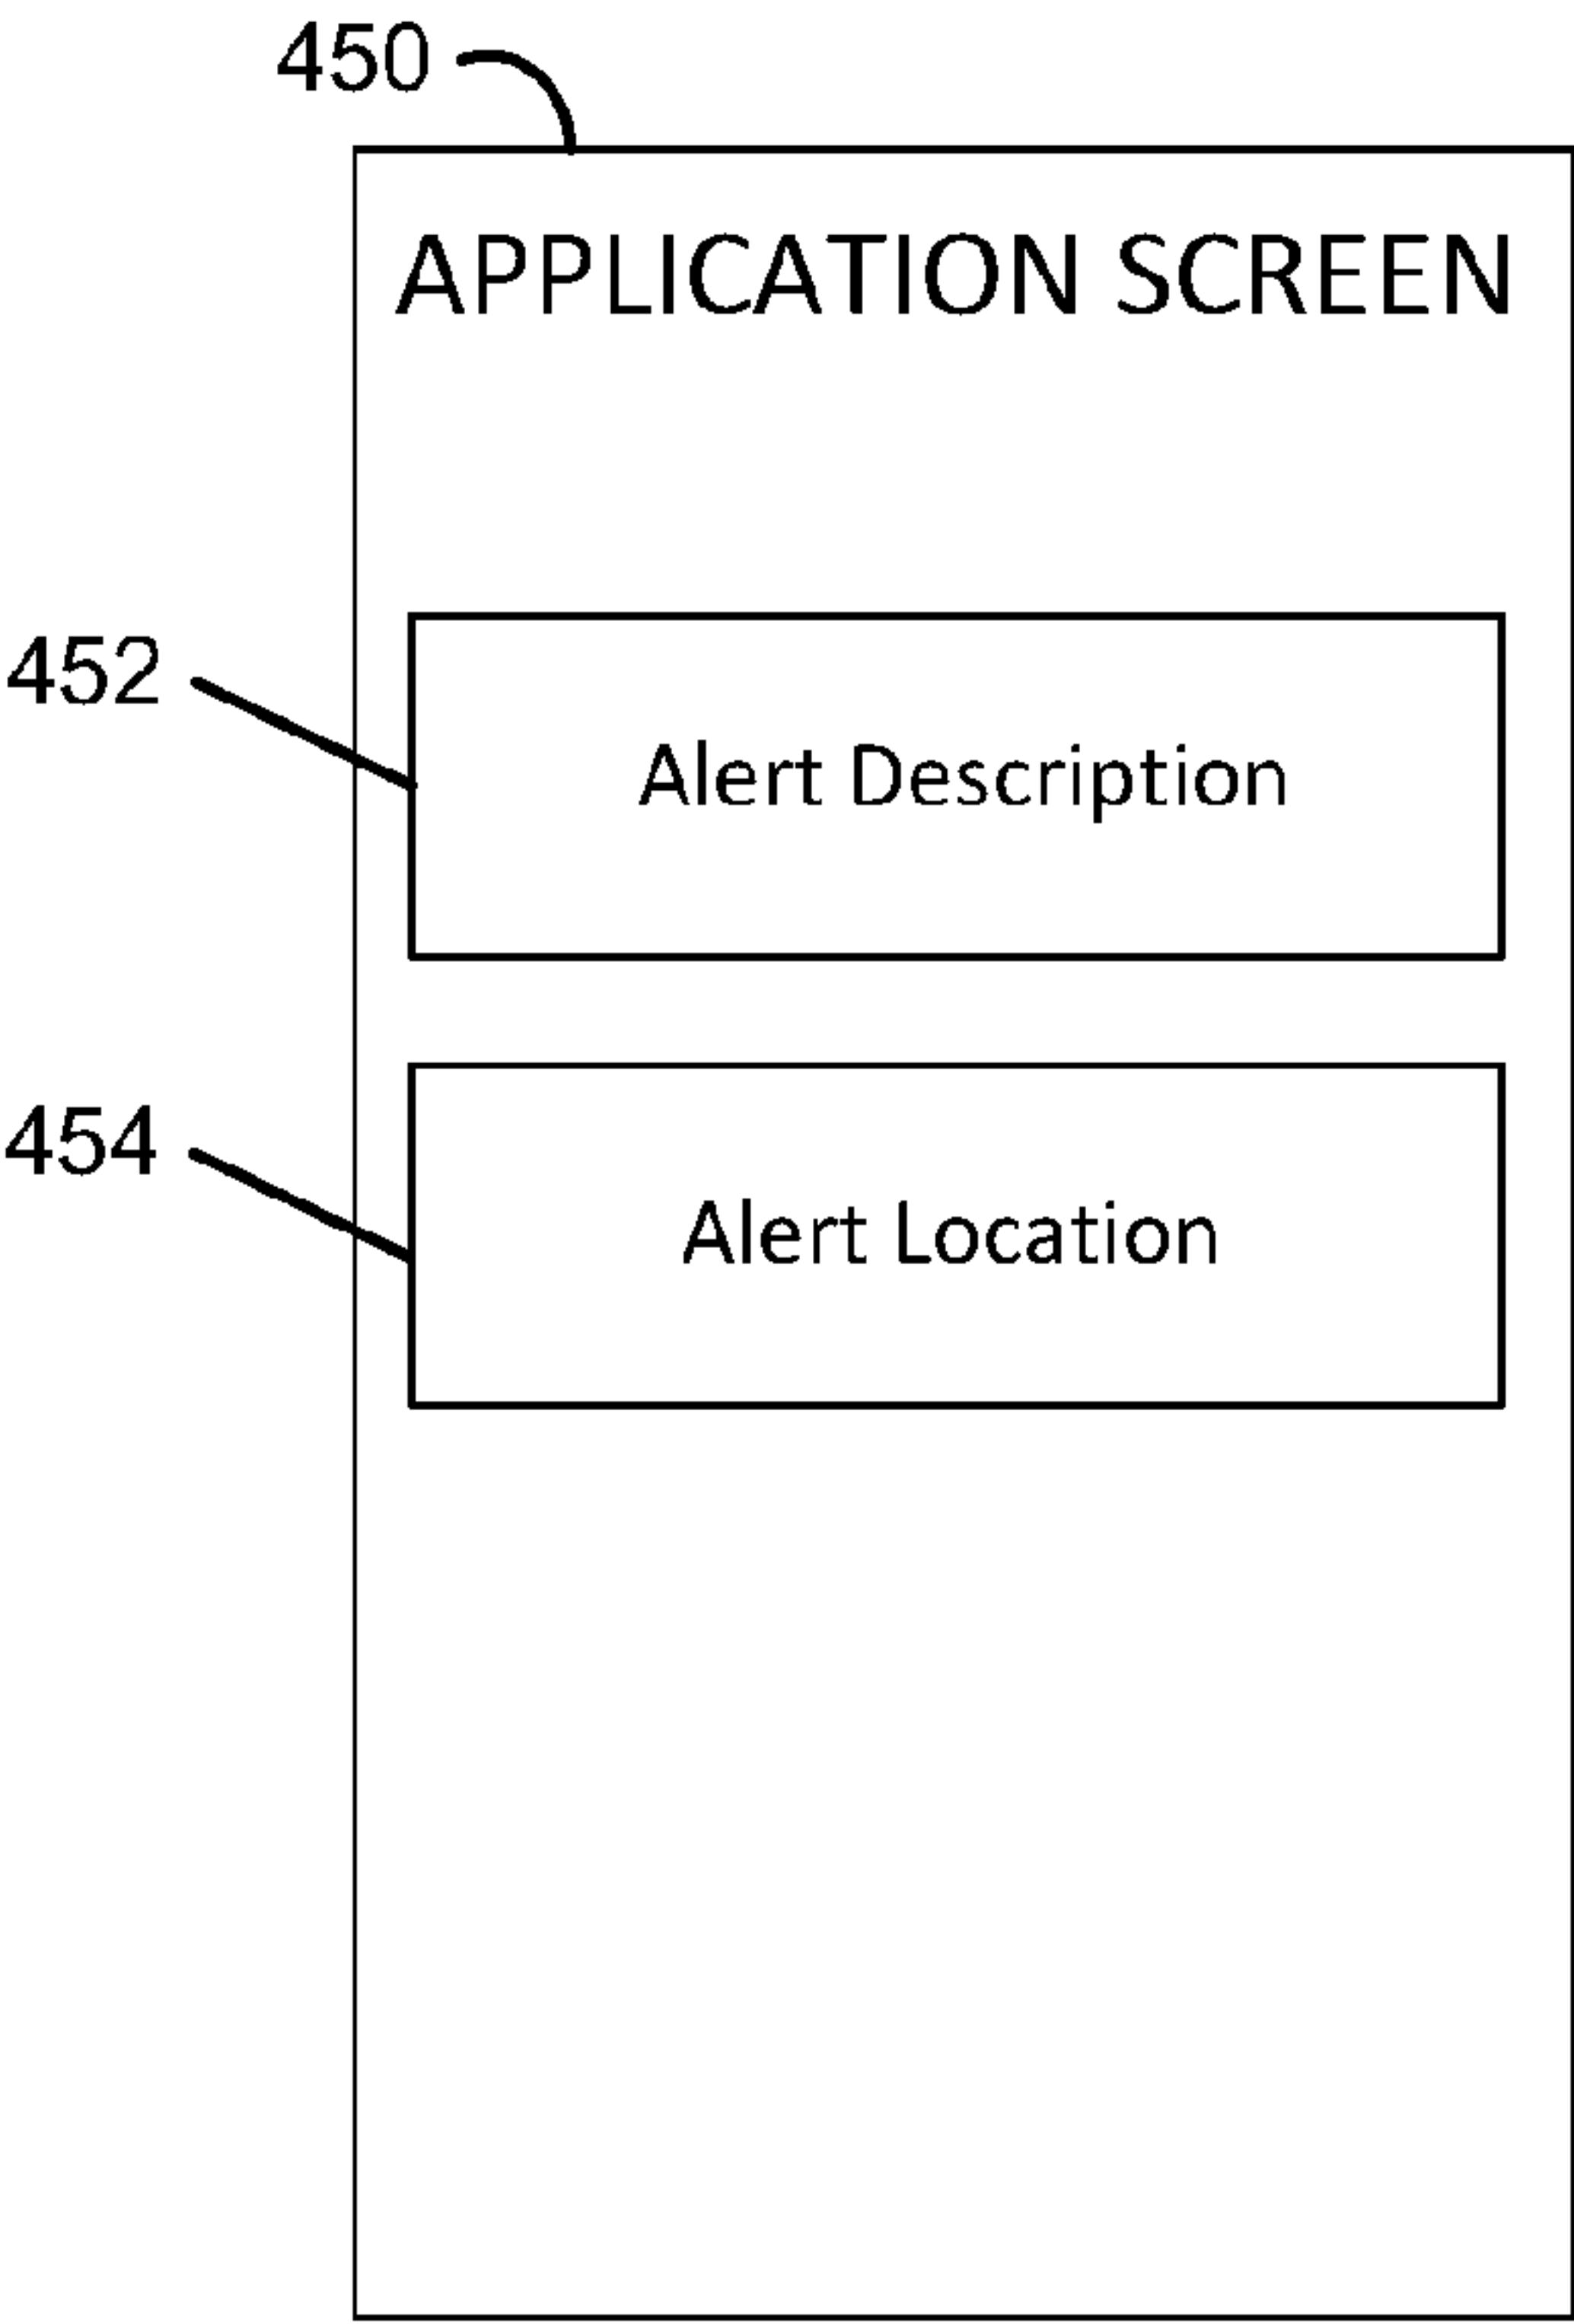 450
APPLICATION SCREEN
452
Alert Description
454
Alert Location